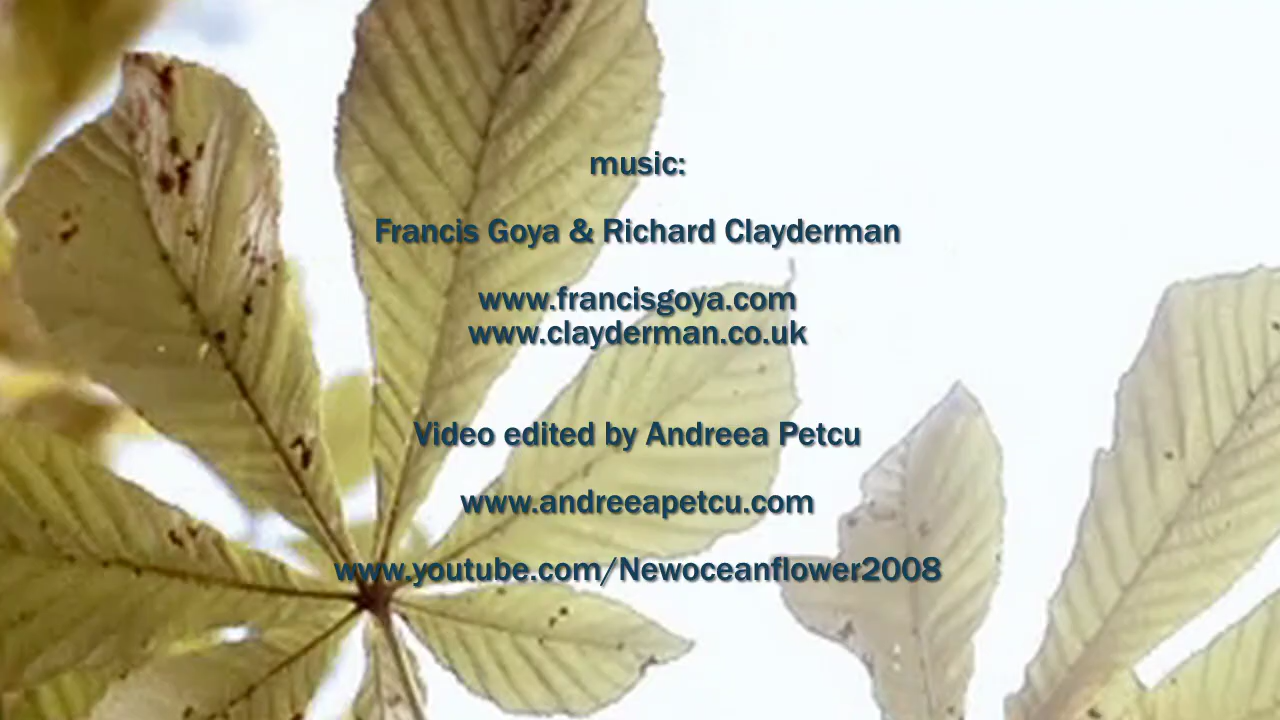 music:
Francis Goya & Richard Clayderman
www.francisgoya.com
www.clayderman.co.uk
Video edited by Andreea Petcu
www.andreeapetcu.com
www.youtube.com/Newoceanflower2008